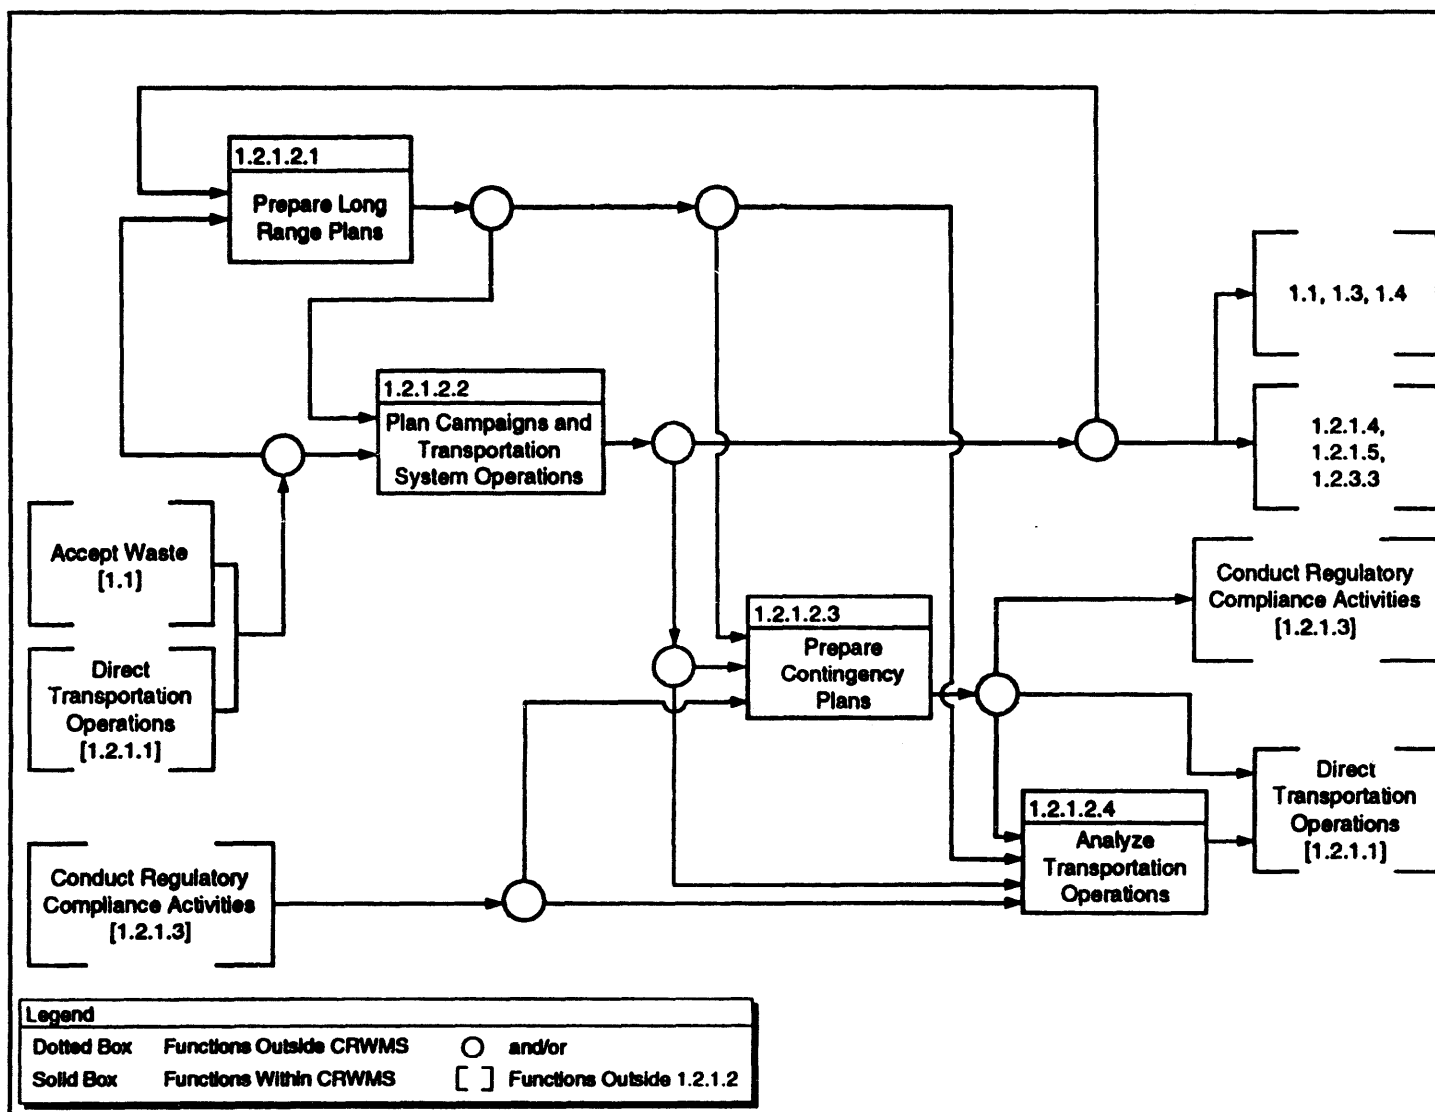 1.2.1.2.1
Prepare Long
Range Plans
1.1, 1.3, 1.4
1.2.1.2.2
Plan Campaigns and
Transportation
System Operations
1.2.1.4,
1.2.1.5,
1.2.3.3
Accept Waste
[1.1]
Conduct Regulatory
Compliance Activities
[1.2.1.3]
1.2.1.2.3
Prepare
Contingency
Plans
Direct
Transportation
Operations
[1.2.1.1]
Direct
Transportation
Operations
[1.2.1.1]
1.2.1.2.4
Analyze
Transportation
Operations
Conduct Regulatory
Compliance Activities
[1.2.1.3]
Legend
Dotted Box Functions Outside CRWMS and/or
Solid Box Functions Within CRWMS [ ] Functions Outside 1.2.1.2